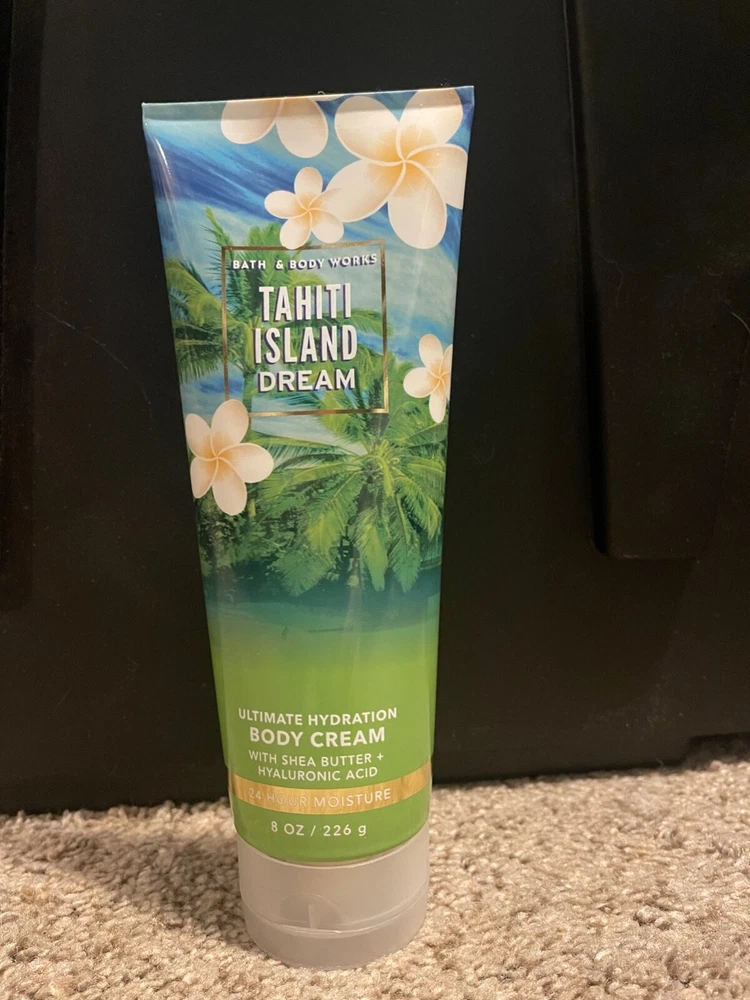 BATH & BODY WORKS
TAHITI
ISLAND
DREAM
ULTIMATE HYDRATION
BODY CREAM
WITH SHEA BUTTER +
HYALURONIC ACID
24 HOUR MOISTURE
8 OZ / 226 g